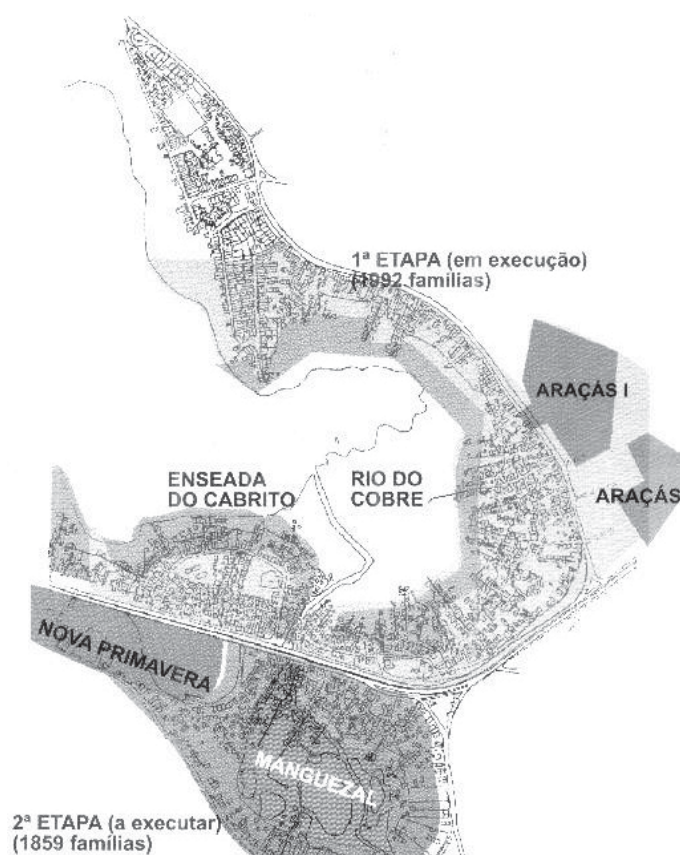 1ª ETAPA (em execução)
(1992 famílias)
ARAÇÁS I
ENSEADA
DO CABRITO
RIO DO
COBRE
ARAÇÁS
NOVA PRIMAVERA
MANGUEZAL
2ª ETAPA (a executar)
(1859 famílias)